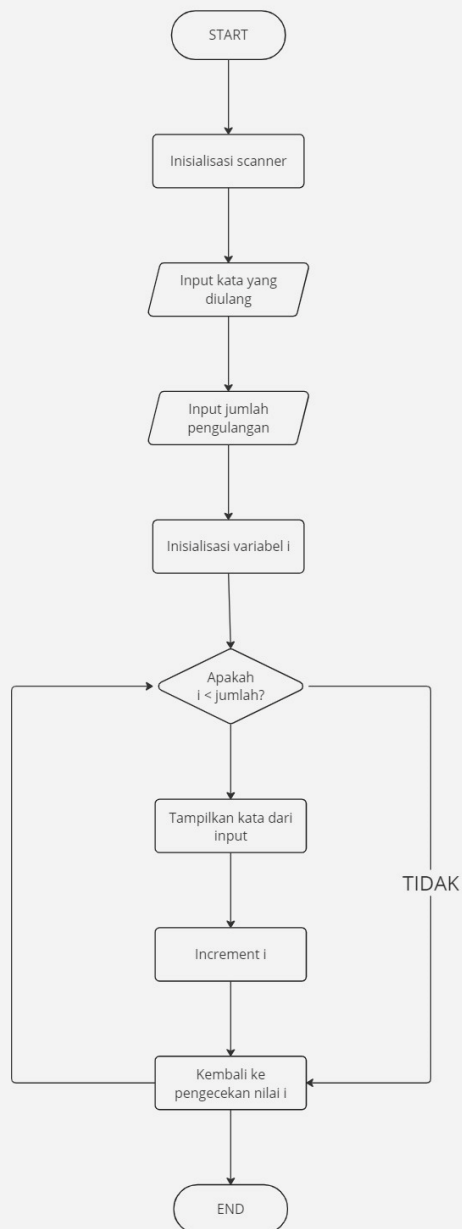 START
Inisialisasi scanner
Input kata yang
diulang
Input jumlah
pengulangan
Inisialisasi variabel i
Apakah
i < jumlah?
Tampilkan kata dari
input
TIDAK
Increment i
Kembali ke
pengecekan nilai i
END